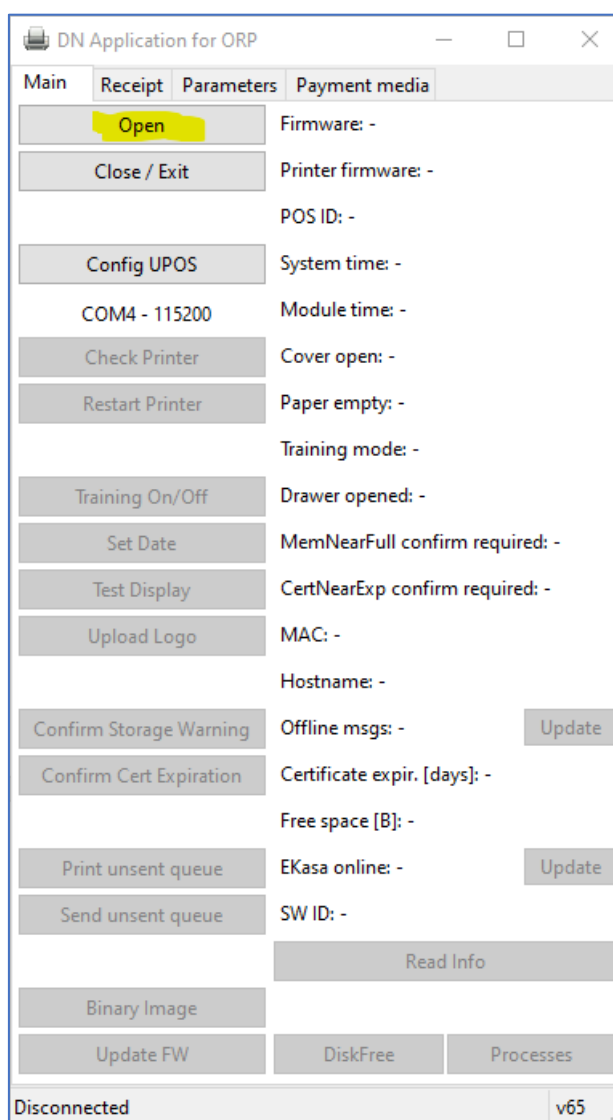 DN Application for ORP
Main Receipt Parameters Payment media
Open Firmware: -
Close / Exit Printer firmware: -
POS ID: -
Config UPOS System time: -
COM4 - 115200 Module time: -
Check Printer Cover open: -
Restart Printer Paper empty: -
Training mode: -
Training On/Off Drawer opened: -
Set Date MemNearFull confirm required: -
Test Display CertNearExp confirm required: -
Upload Logo MAC: -
Hostname: -
Confirm Storage Warning Offline msgs: - Update
Confirm Cert Expiration Certificate expir. [days]: -
Free space [B]: -
Print unsent queue EKasa online: - Update
Send unsent queue SW ID: -
Read Info
Binary Image
Update FW DiskFree Processes
Disconnected v65